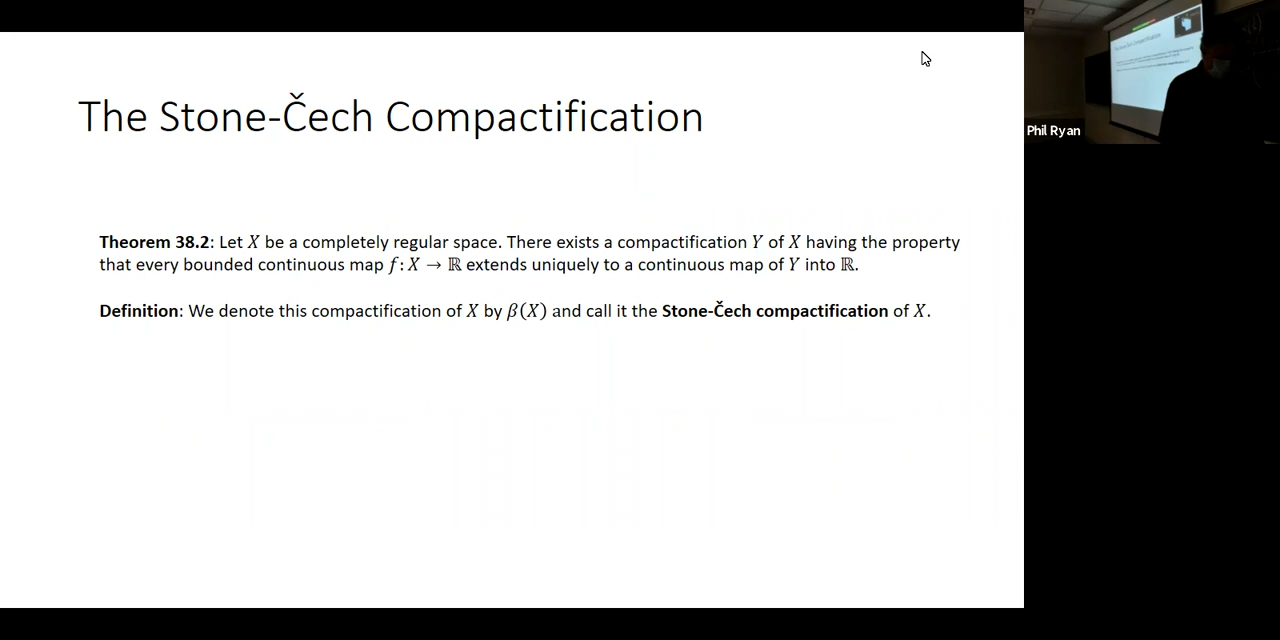 The Stone-Čech Compactification
Theorem 38.2: Let X be a completely regular space. There exists a compactification Y of X having the property
that every bounded continuous map f: X → ℝ extends uniquely to a continuous map of Y into ℝ.
Definition: We denote this compactification of X by β(X) and call it the Stone-Čech compactification of X.
Phil Ryan